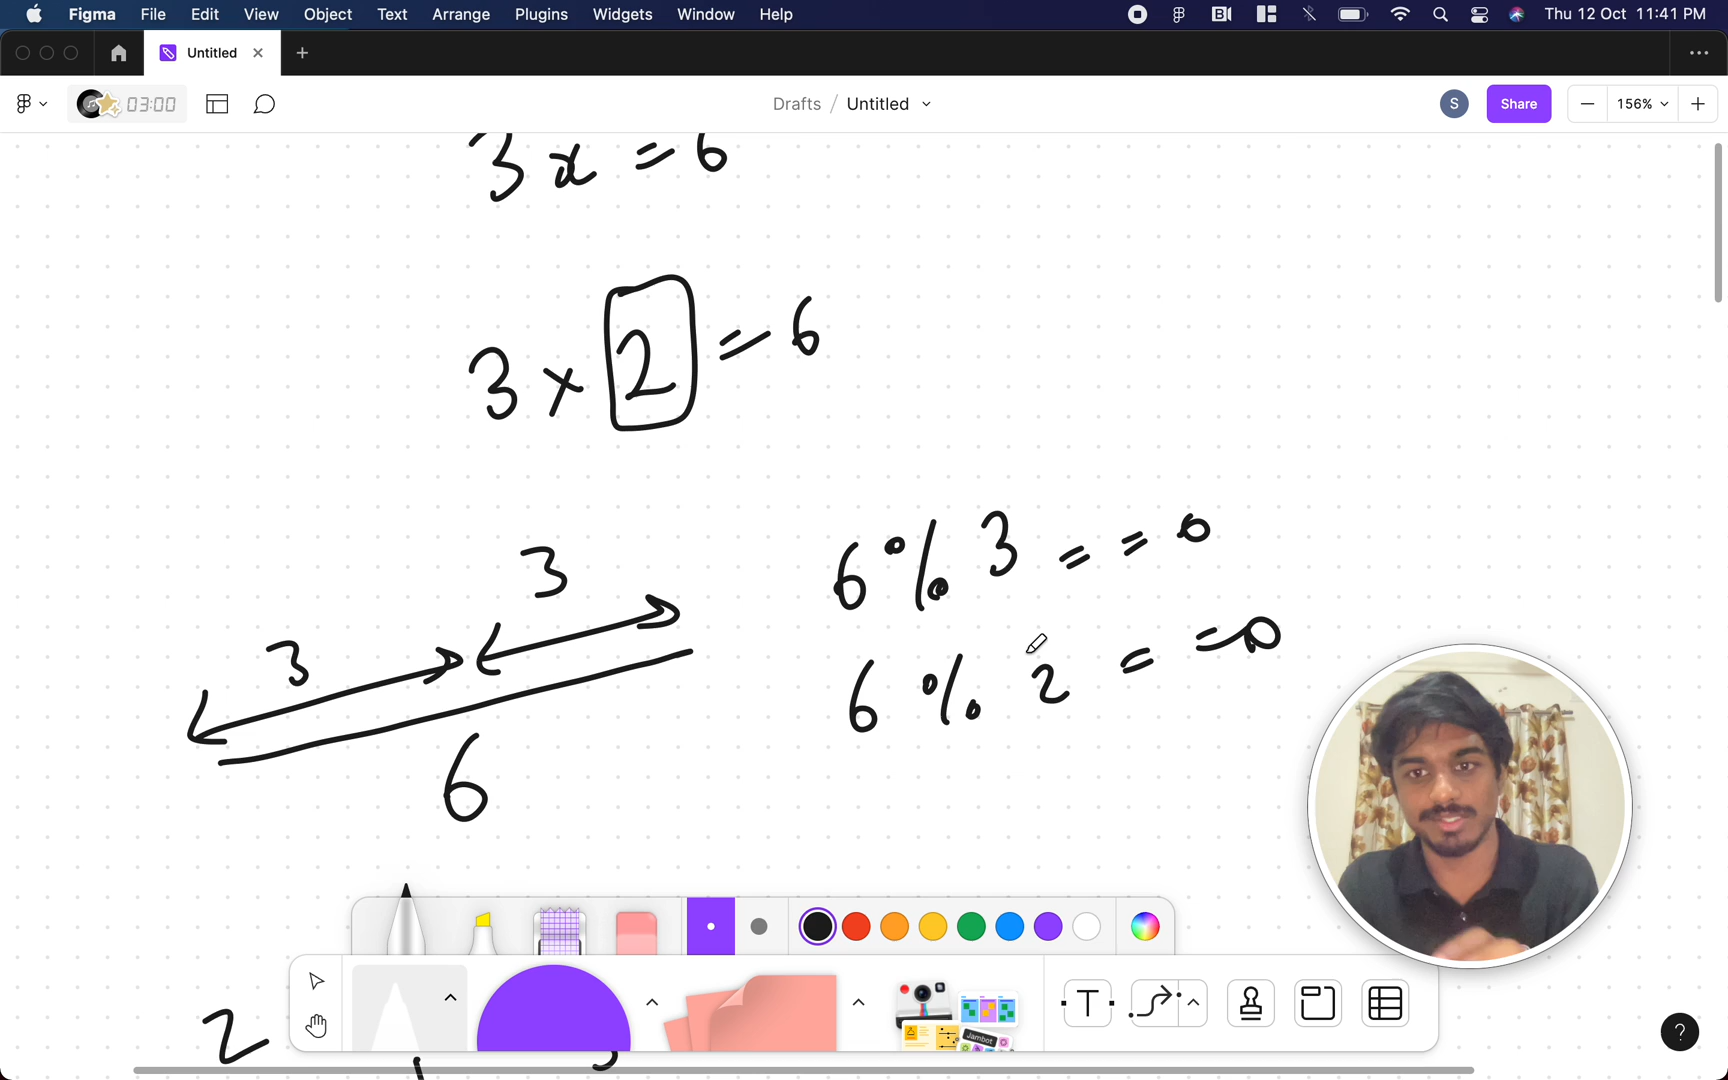 Figma File Edit View Object Text Arrange Plugins Widgets Window Help Thu 12 Oct 11:41 PM
Untitled
03:00 Drafts / Untitled S Share 156%
3x = 6
3 × 2 = 6
3
3
6
6 % 3 = = 0
6 % 2 = = 0
2
T
Jambot
?